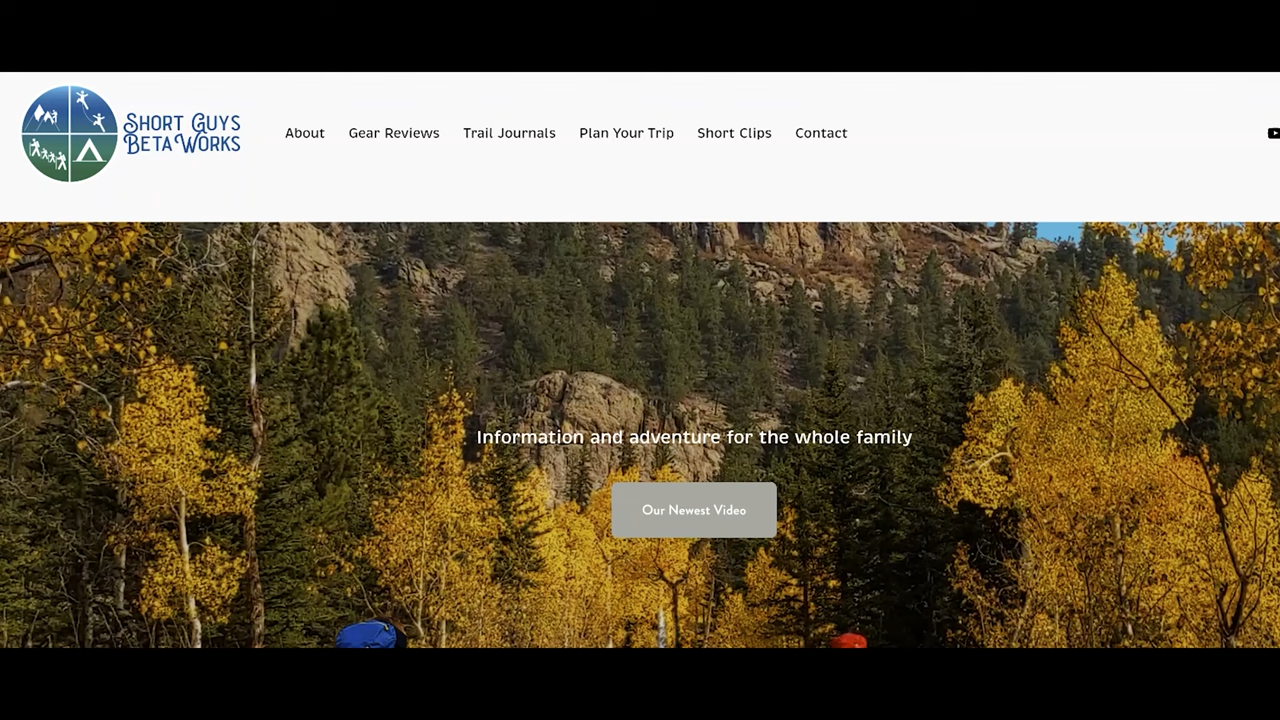 Short Guys
Beta Works
About Gear Reviews Trail Journals Plan Your Trip Short Clips Contact
Information and adventure for the whole family
Our Newest Video